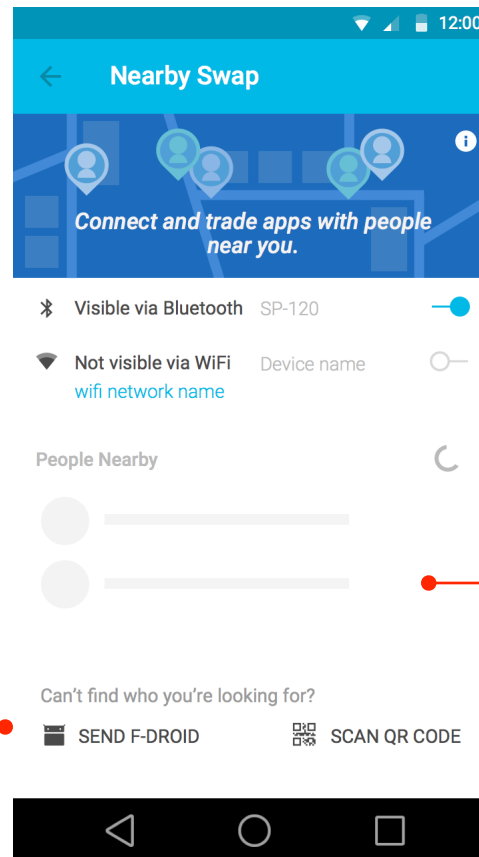 12:00
Nearby Swap
Connect and trade apps with people
near you.
Visible via Bluetooth SP-120
Not visible via WiFi Device name
wifi network name
People Nearby
Can't find who you're looking for?
SEND F-DROID SCAN QR CODE